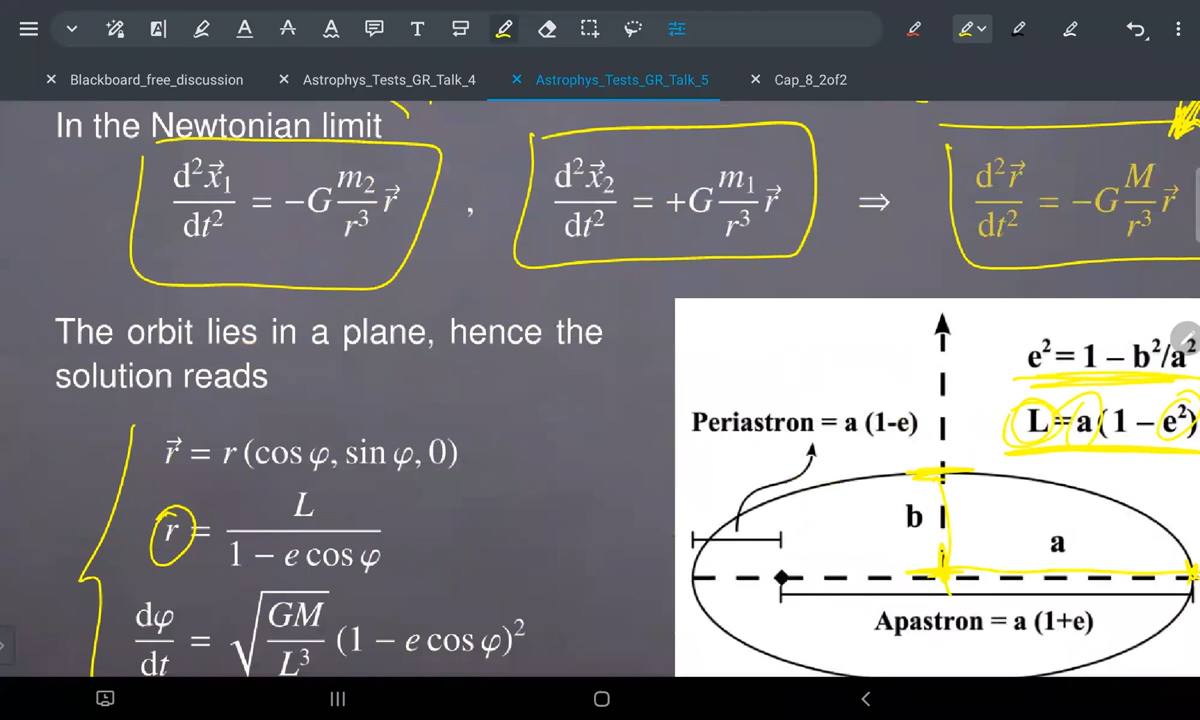 Blackboard_free_discussion
Astrophys_Tests_GR_Talk_4
Astrophys_Tests_GR_Talk_5
Cap_8_2of2
In the Newtonian limit
d²x⃗₁/dt² = −G m₂/r³ r⃗ , d²x⃗₂/dt² = +G m₁/r³ r⃗ ⇒ d²r⃗/dt² = −G M/r³ r⃗
The orbit lies in a plane, hence the
solution reads
r⃗ = r (cos φ, sin φ, 0)
r = L/(1 − e cos φ)
dφ/dt = √(GM/L³) (1 − e cos φ)²
e² = 1 – b²/a²
L = a (1 – e²)
Periastron = a (1-e)
b
a
Apastron = a (1+e)